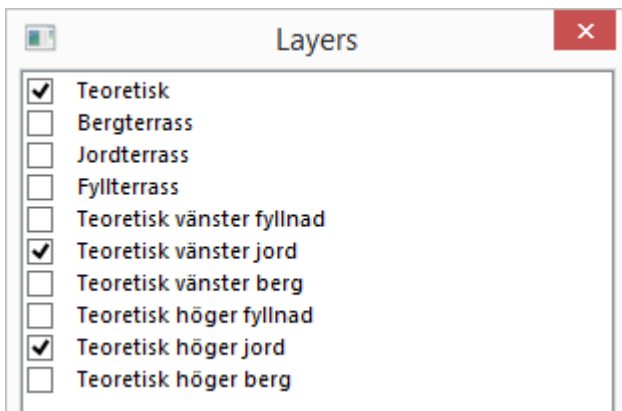 Layers
Teoretisk
Bergterrass
Jordterrass
Fyllterrass
Teoretisk vänster fyllnad
Teoretisk vänster jord
Teoretisk vänster berg
Teoretisk höger fyllnad
Teoretisk höger jord
Teoretisk höger berg